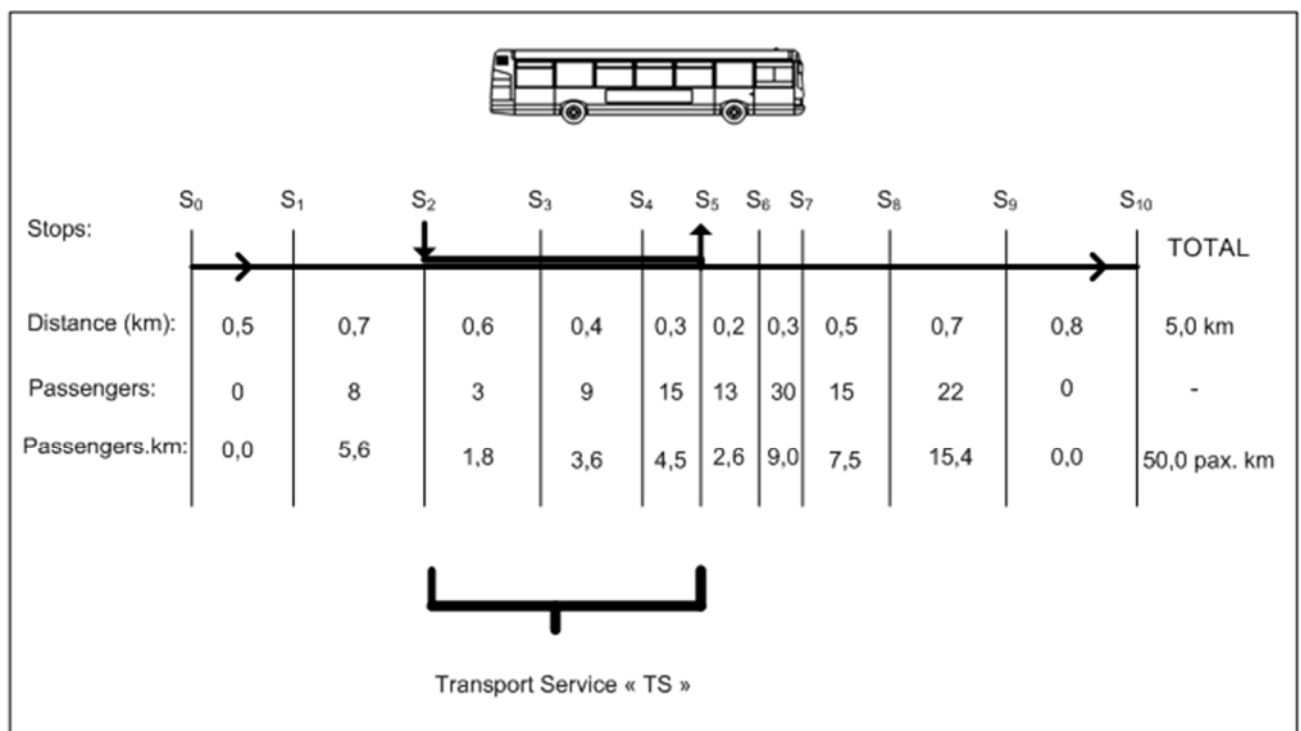 S₀ S₁ S₂ S₃ S₄ S₅ S₆ S₇ S₈ S₉ S₁₀
Stops:
TOTAL
Distance (km): 0,5 0,7 0,6 0,4 0,3 0,2 0,3 0,5 0,7 0,8 5,0 km
Passengers: 0 8 3 9 15 13 30 15 22 0 -
Passengers.km: 0,0 5,6 1,8 3,6 4,5 2,6 9,0 7,5 15,4 0,0 50,0 pax. km
Transport Service « TS »